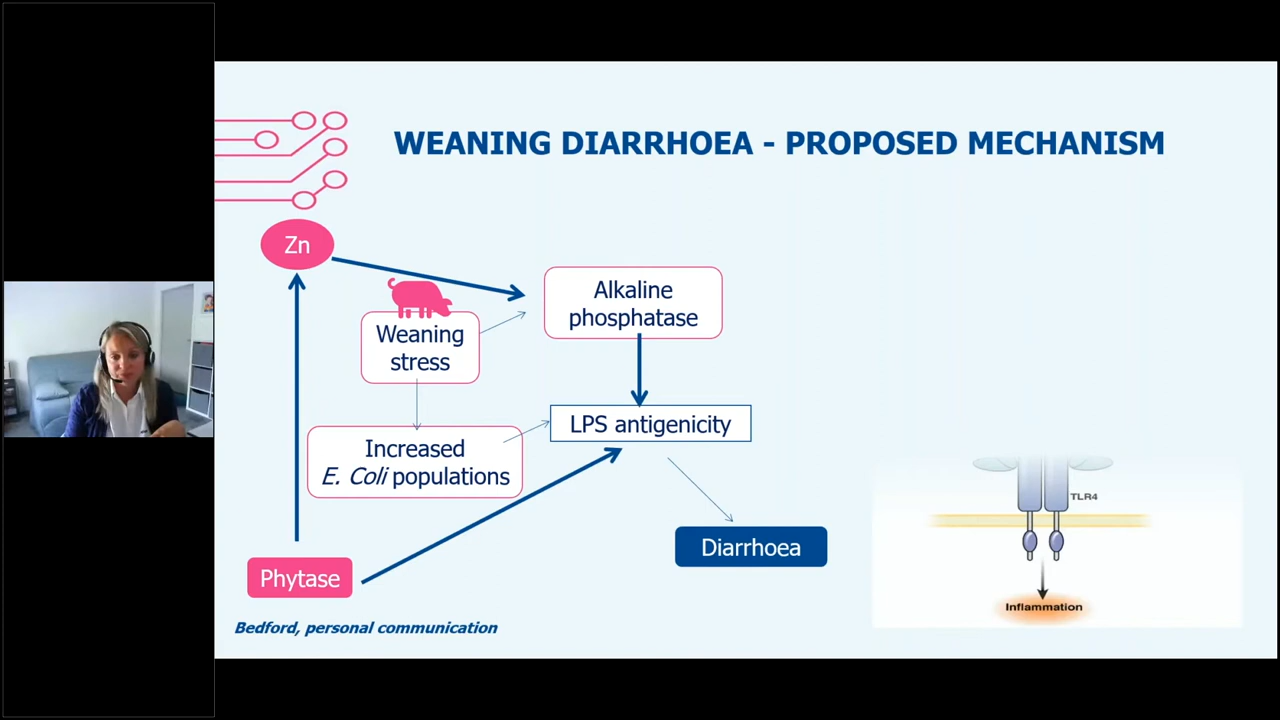 WEANING DIARRHOEA - PROPOSED MECHANISM
Zn
Alkaline
phosphatase
Weaning
stress
LPS antigenicity
Increased
E. Coli populations
TLR4
Diarrhoea
Phytase
Inflammation
Bedford, personal communication